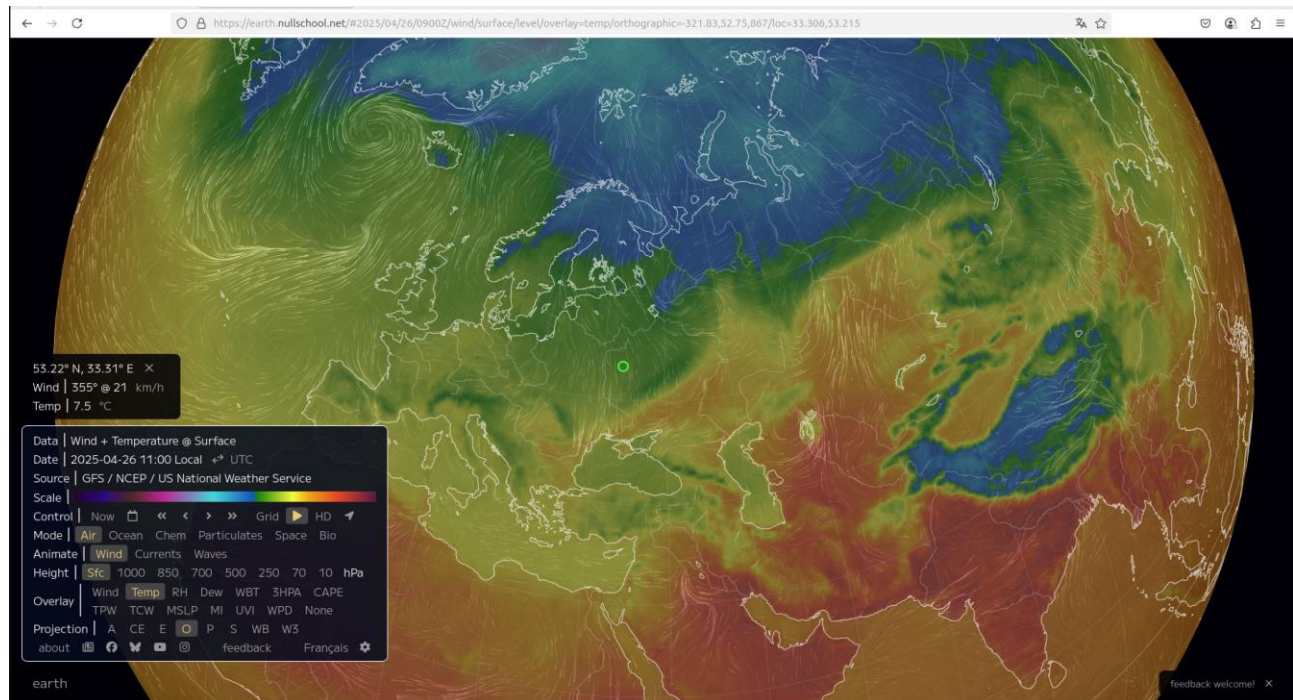 https://earth.nullschool.net/#2025/04/26/0900Z/wind/surface/level/overlay=temp/orthographic=-321.83,52.75,867/loc=33.306,53.215
53.22° N, 33.31° E ×
Wind | 355° @ 21 km/h
Temp | 7.5 °C
Data | Wind + Temperature @ Surface
Date | 2025-04-26 11:00 Local ⇄ UTC
Source | GFS / NCEP / US National Weather Service
Scale |
Control | Now « ‹ › » Grid HD
Mode | Air Ocean Chem Particulates Space Bio
Animate | Wind Currents Waves
Height | Sfc 1000 850 700 500 250 70 10 hPa
Overlay | Wind Temp RH Dew WBT 3HPA CAPE
TPW TCW MSLP MI UVI WPD None
Projection | A CE E O P S WB W3
about feedback Français
earth
feedback welcome! ×